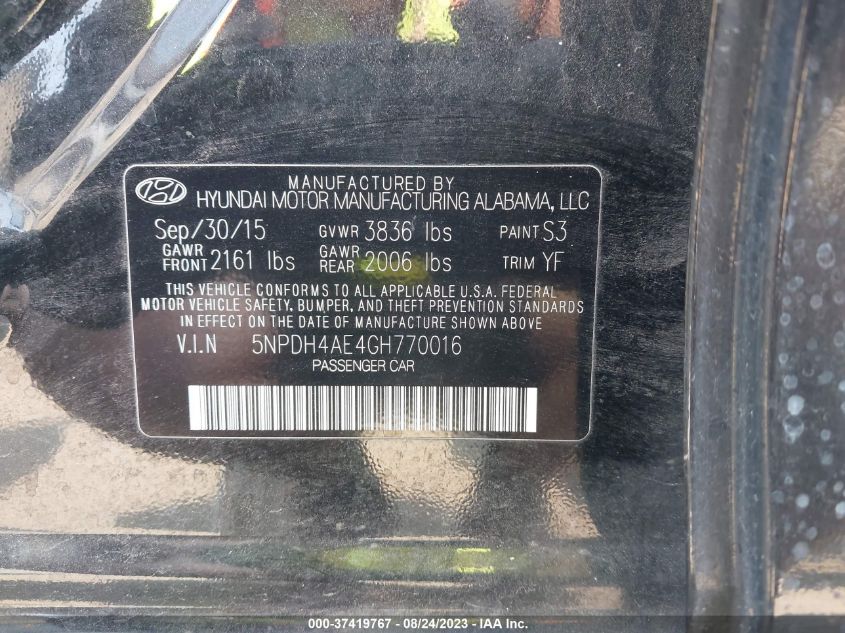 MANUFACTURED BY
HYUNDAI MOTOR MANUFACTURING ALABAMA, LLC
Sep/30/15 GVWR 3836 lbs PAINT S3
GAWR FRONT 2161 lbs GAWR REAR 2006 lbs TRIM YF
THIS VEHICLE CONFORMS TO ALL APPLICABLE U.S.A. FEDERAL
MOTOR VEHICLE SAFETY, BUMPER, AND THEFT PREVENTION STANDARDS
IN EFFECT ON THE DATE OF MANUFACTURE SHOWN ABOVE
V.I.N 5NPDH4AE4GH770016
PASSENGER CAR
000-37419767 - 08/24/2023 - IAA Inc.